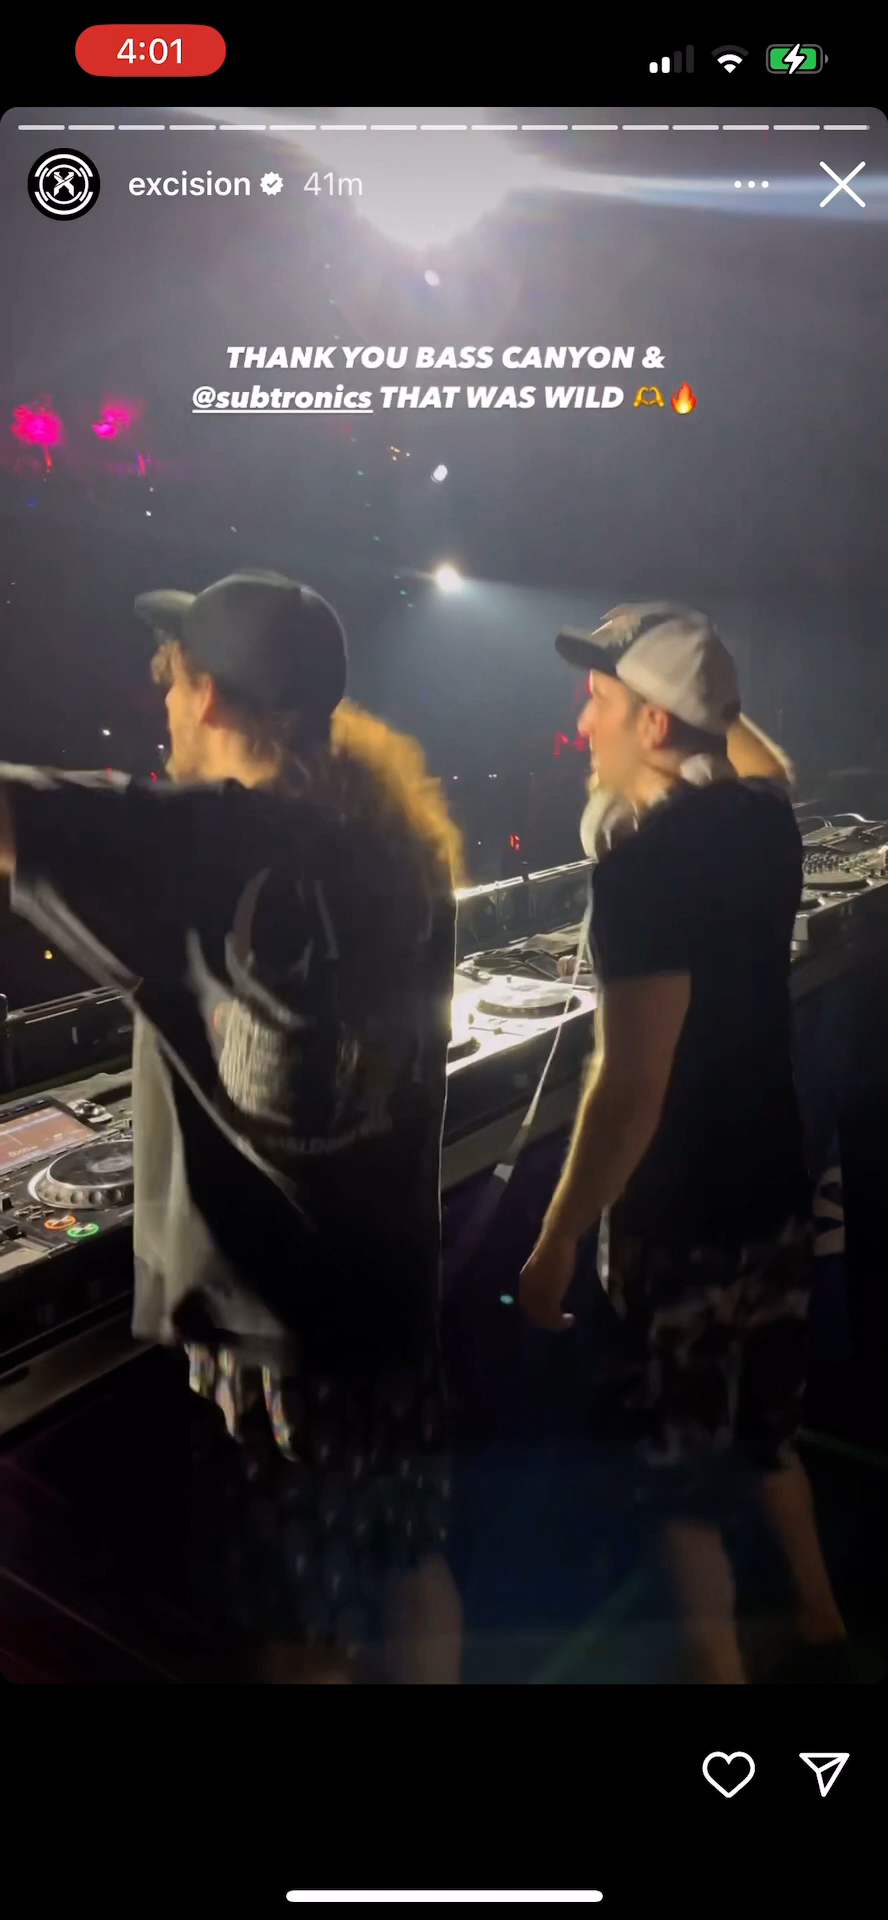 4:01
excision 41m
THANK YOU BASS CANYON &
@subtronics THAT WAS WILD 🫶🔥